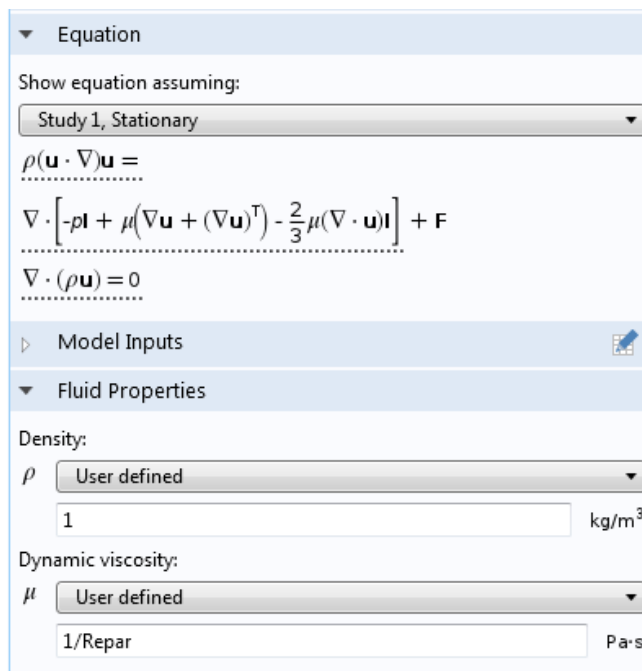 Equation
Show equation assuming:
Study 1, Stationary
ρ(u · ∇)u =
∇ · [-pI + μ(∇u + (∇u)ᵀ) - 2/3 μ(∇ · u)I] + F
∇ · (ρu) = 0
Model Inputs
Fluid Properties
Density:
ρ User defined
1 kg/m³
Dynamic viscosity:
μ User defined
1/Repar Pa·s